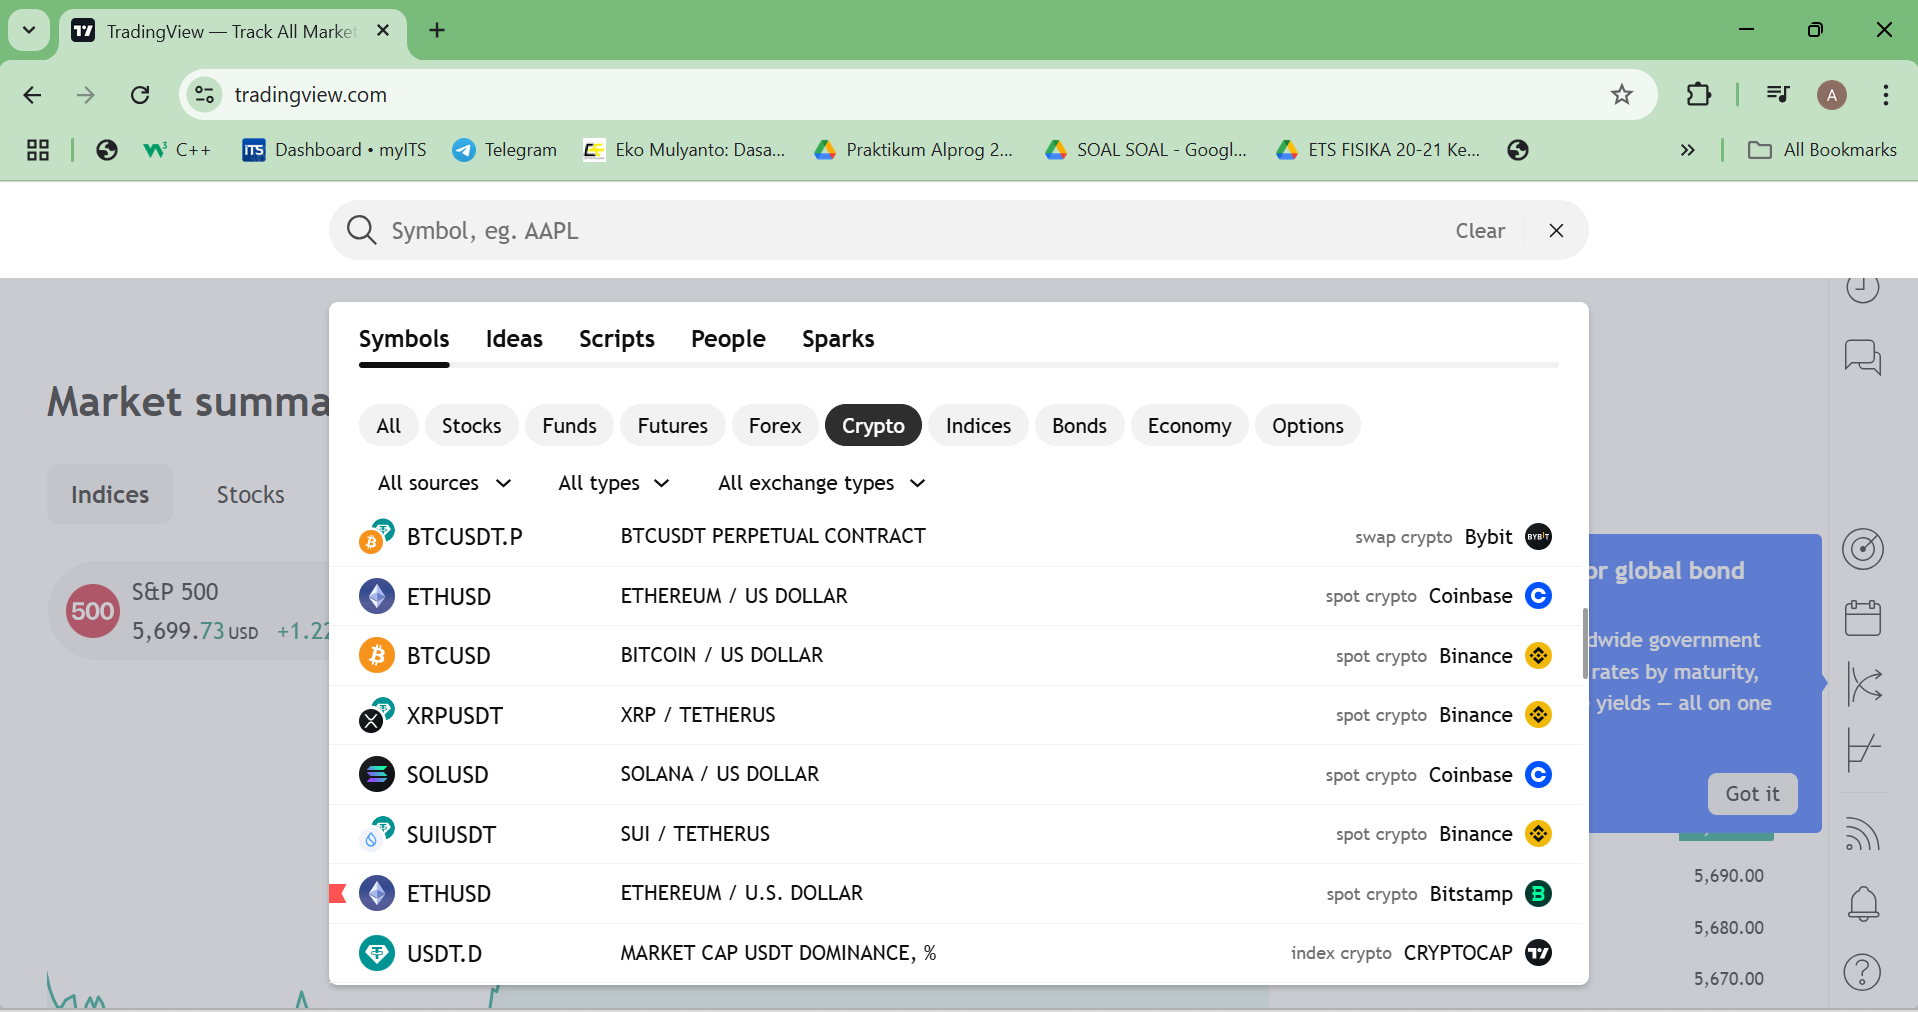 TradingView — Track All Market
tradingview.com
A
C++
ITS
Dashboard • myITS
Telegram
Eko Mulyanto: Dasa...
Praktikum Alprog 2...
SOAL SOAL - Googl...
ETS FISIKA 20-21 Ke...
All Bookmarks
Symbol, eg. AAPL
Clear
Symbols
Ideas
Scripts
People
Sparks
All
Stocks
Funds
Futures
Forex
Crypto
Indices
Bonds
Economy
Options
All sources
All types
All exchange types
BTCUSDT.P
BTCUSDT PERPETUAL CONTRACT
swap crypto
Bybit
BYBIT
ETHUSD
ETHEREUM / US DOLLAR
spot crypto
Coinbase
BTCUSD
BITCOIN / US DOLLAR
spot crypto
Binance
XRPUSDT
XRP / TETHERUS
spot crypto
Binance
SOLUSD
SOLANA / US DOLLAR
spot crypto
Coinbase
SUIUSDT
SUI / TETHERUS
spot crypto
Binance
ETHUSD
ETHEREUM / U.S. DOLLAR
spot crypto
Bitstamp
USDT.D
MARKET CAP USDT DOMINANCE, %
index crypto
CRYPTOCAP
Market summa
Indices
Stocks
500
S&P 500
5,699.73 USD
+1.22
or global bond
dwide government
rates by maturity,
yields — all on one
Got it
5,690.00
5,680.00
5,670.00